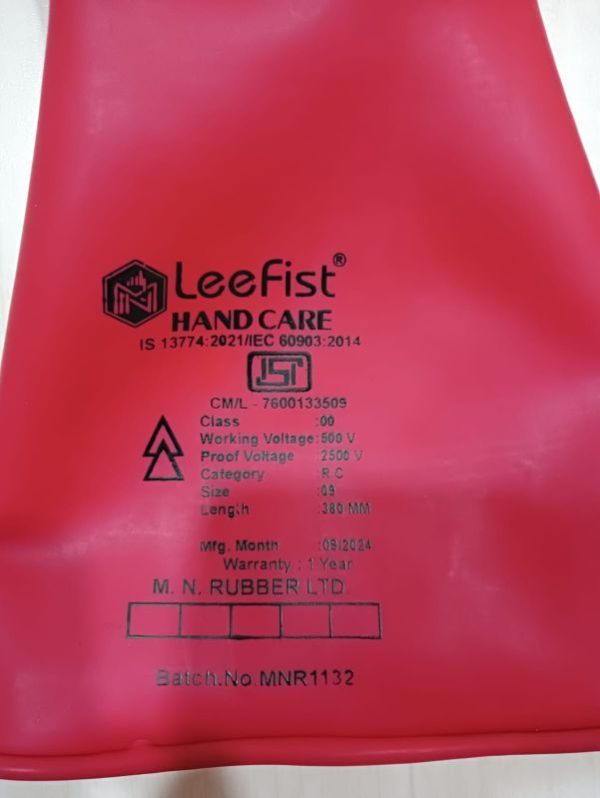 LeeFist®
HAND CARE
IS 13774:2021/IEC 60903:2014
ISI
CM/L - 7600133509
Class :00
Working Voltage:500 V
Proof Voltage :2500 V
Category :R C
Size :09
Length :380 MM
Mfg. Month :09/2024
Warranty : 1 Year
M. N. RUBBER LTD.
Batch.No.MNR1132